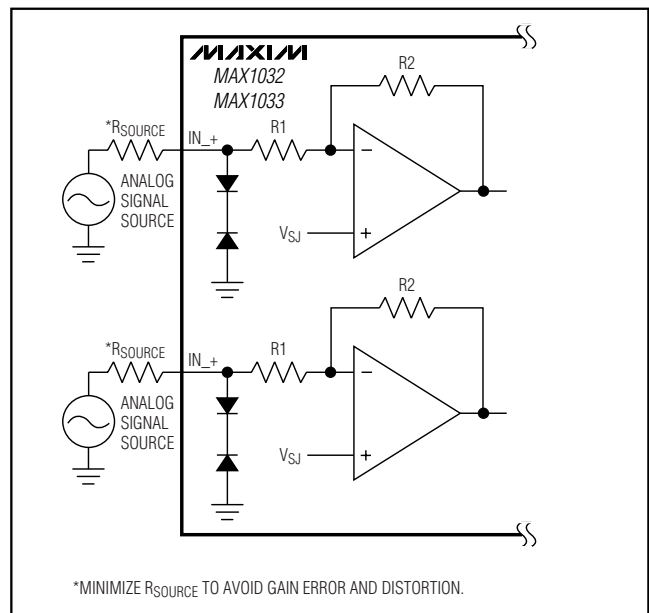 MAXIM
MAX1032
MAX1033
R2
*RSOURCE
IN_+
R1
ANALOG
SIGNAL
SOURCE
−
VSJ
+
R2
*RSOURCE
IN_+
R1
ANALOG
SIGNAL
SOURCE
−
VSJ
+
*MINIMIZE RSOURCE TO AVOID GAIN ERROR AND DISTORTION.